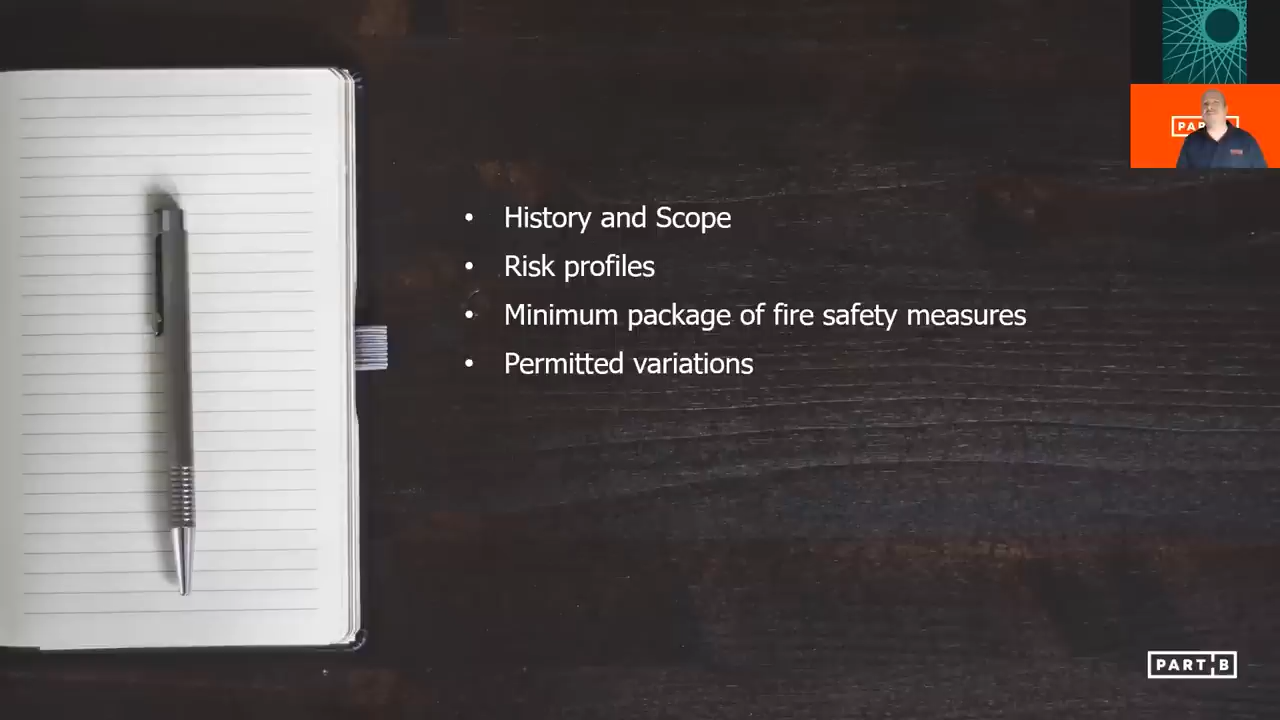 • History and Scope
• Risk profiles
• Minimum package of fire safety measures
• Permitted variations
PART B